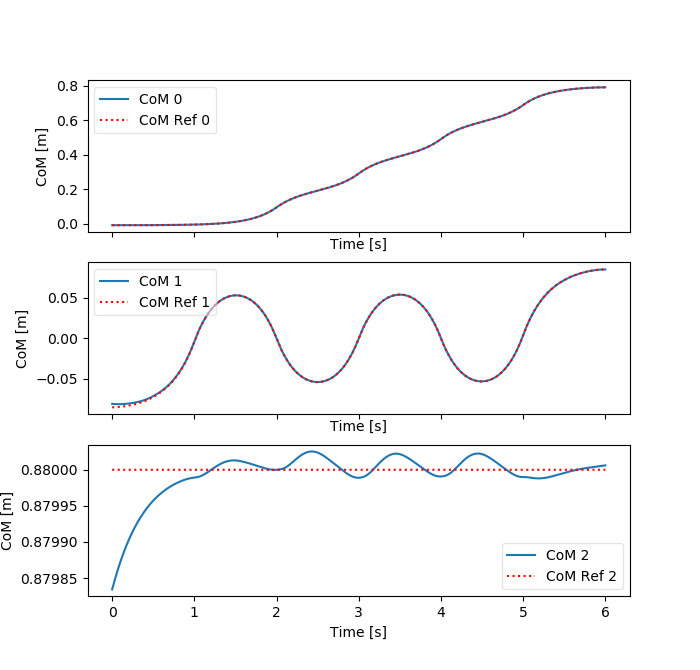 0.8
0.6
0.4
0.2
0.0
CoM [m]
CoM 0
CoM Ref 0
Time [s]
0.05
0.00
−0.05
CoM [m]
CoM 1
CoM Ref 1
Time [s]
0.88000
0.87995
0.87990
0.87985
CoM [m]
CoM 2
CoM Ref 2
0 1 2 3 4 5 6
Time [s]